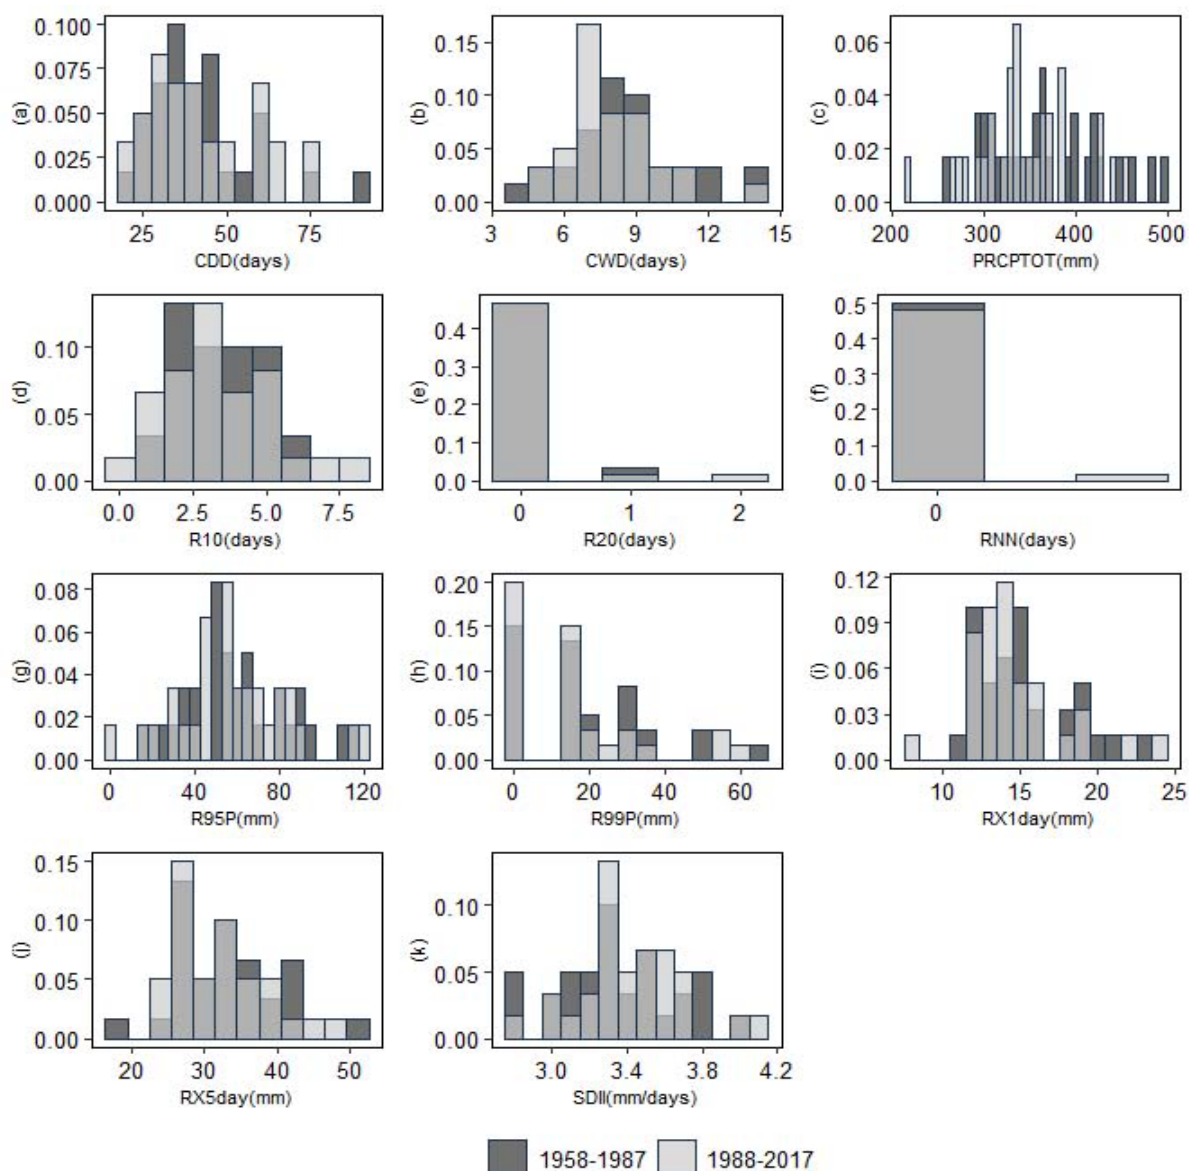 0.100
0.075
0.050
0.025
0.000
(a)
25 50 75
CDD(days)
0.15
0.10
0.05
0.00
(b)
3 6 9 12 15
CWD(days)
0.06
0.04
0.02
0.00
(c)
200 300 400 500
PRCPTOT(mm)
0.10
0.05
0.00
(d)
0.0 2.5 5.0 7.5
R10(days)
0.4
0.3
0.2
0.1
0.0
(e)
0 1 2
R20(days)
0.5
0.4
0.3
0.2
0.1
0.0
(f)
0
RNN(days)
0.08
0.06
0.04
0.02
0.00
(g)
0 40 80 120
R95P(mm)
0.20
0.15
0.10
0.05
0.00
(h)
0 20 40 60
R99P(mm)
0.12
0.09
0.06
0.03
0.00
(i)
10 15 20 25
RX1day(mm)
0.15
0.10
0.05
0.00
(j)
20 30 40 50
RX5day(mm)
0.10
0.05
0.00
(k)
3.0 3.4 3.8 4.2
SDII(mm/days)
1958-1987 1988-2017